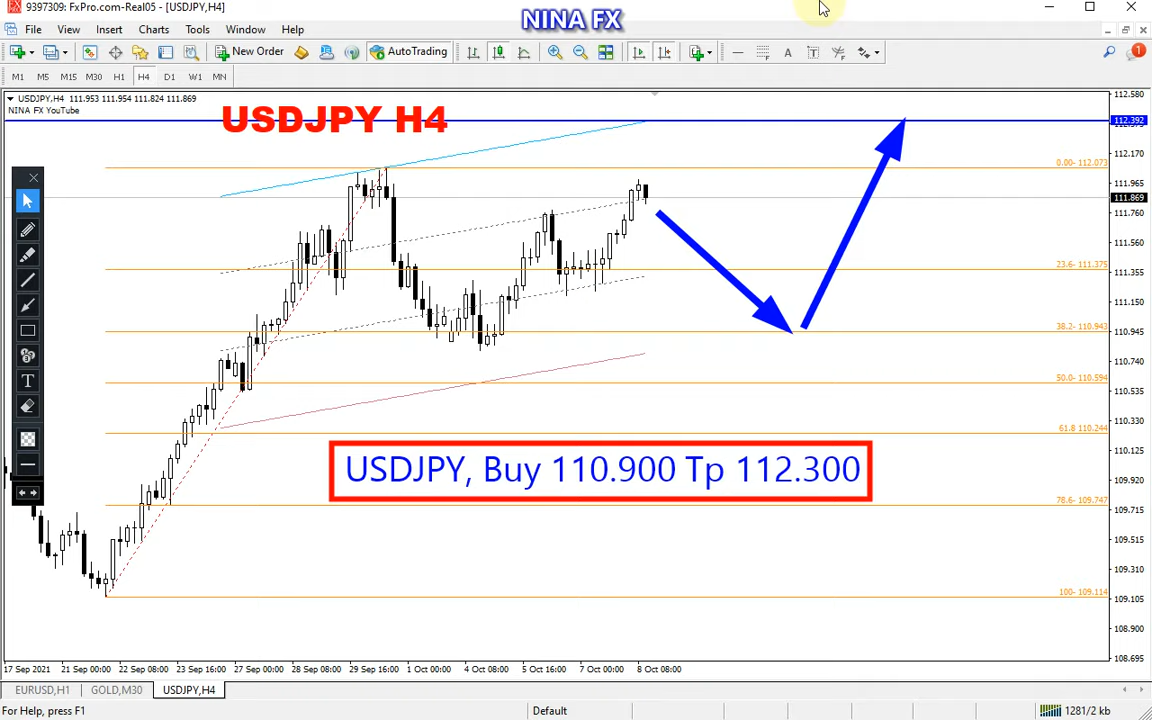 9397309: FxPro.com-Real05 - [USDJPY,H4]
NINA FX
File View Insert Charts Tools Window Help
New Order AutoTrading
1
M1 M5 M15 M30 H1 H4 D1 W1 MN
USDJPY,H4 111.953 111.954 111.824 111.869
NINA FX YouTube
USDJPY H4
112.580
112.392
112.170
0.00- 112.073
111.965
111.869
111.760
111.560
23.6- 111.375
111.355
111.150
38.2- 110.943
110.945
110.740
50.0- 110.594
110.535
110.330
61.8 110.244
110.125
USDJPY, Buy 110.900 Tp 112.300
109.920
78.6- 109.747
109.715
109.515
109.310
100- 109.114
109.105
108.900
108.695
17 Sep 2021 21 Sep 00:00 22 Sep 08:00 23 Sep 16:00 27 Sep 00:00 28 Sep 08:00 29 Sep 16:00 1 Oct 00:00 4 Oct 08:00 5 Oct 16:00 7 Oct 00:00 8 Oct 08:00
EURUSD,H1 GOLD,M30 USDJPY,H4
For Help, press F1 Default 1281/2 kb